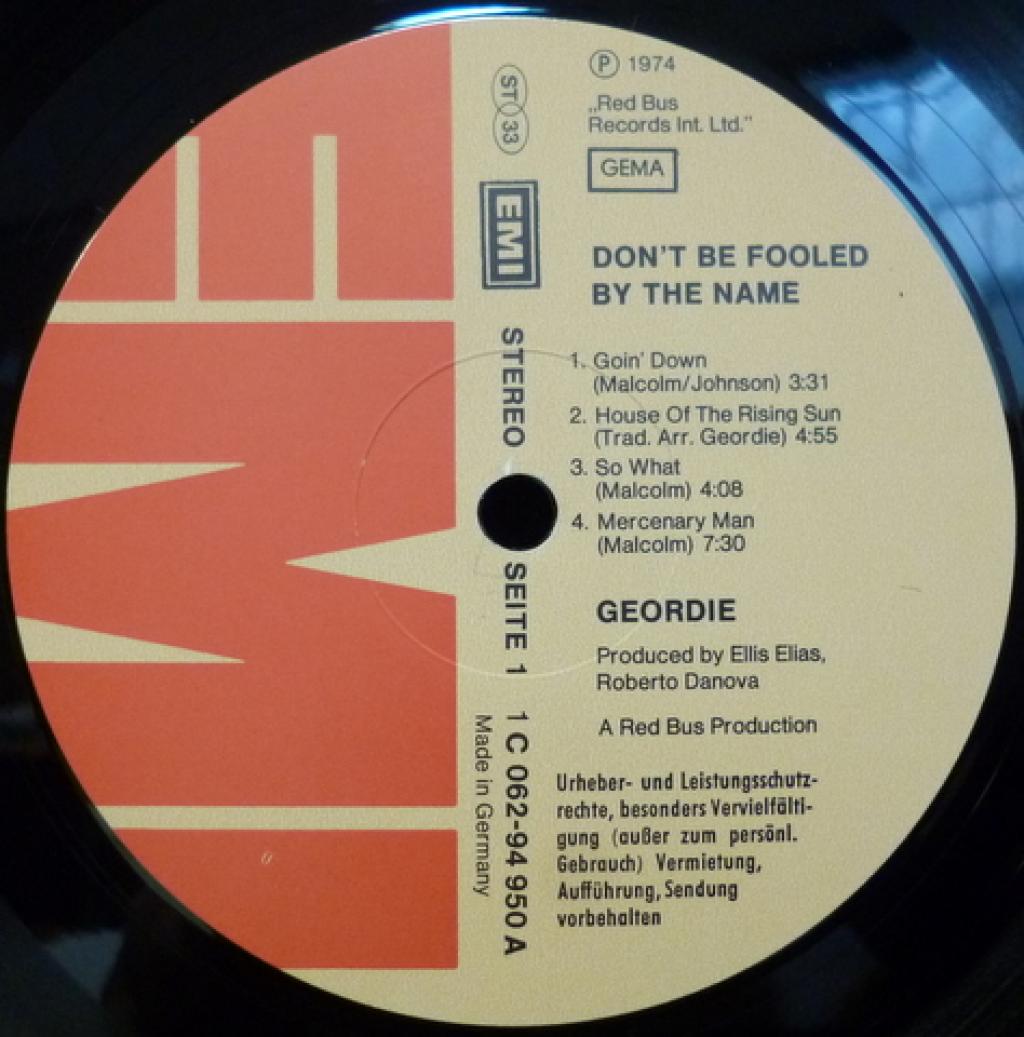 Ⓟ 1974
„Red Bus
Records Int. Ltd.”
GEMA
ST 33
EMI
STEREO
SEITE 1
1 C 062-94 950 A
Made in Germany
DON'T BE FOOLED
BY THE NAME
1. Goin' Down
(Malcolm/Johnson) 3:31
2. House Of The Rising Sun
(Trad. Arr. Geordie) 4:55
3. So What
(Malcolm) 4:08
4. Mercenary Man
(Malcolm) 7:30
GEORDIE
Produced by Ellis Elias,
Roberto Danova
A Red Bus Production
Urheber- und Leistungsschutz-
rechte, besonders Vervielfälti-
gung (außer zum persönl.
Gebrauch) Vermietung,
Aufführung, Sendung
vorbehalten
EMI